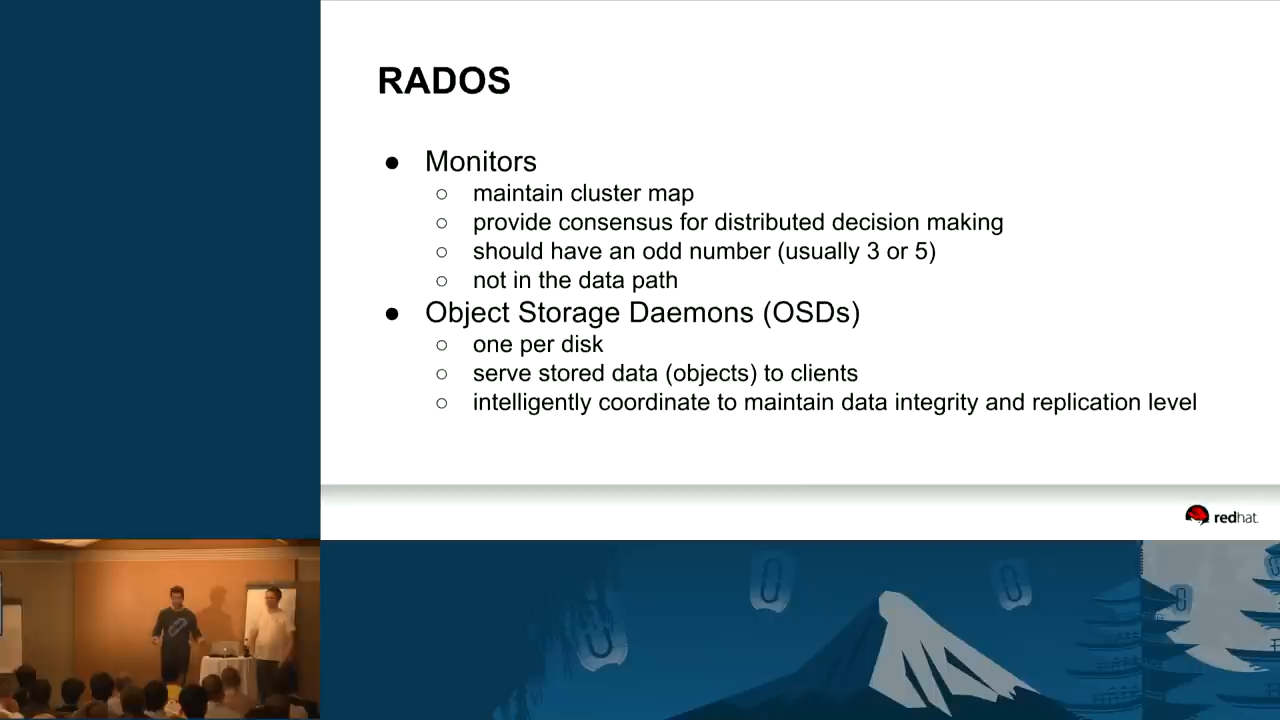 RADOS
● Monitors
○ maintain cluster map
○ provide consensus for distributed decision making
○ should have an odd number (usually 3 or 5)
○ not in the data path
● Object Storage Daemons (OSDs)
○ one per disk
○ serve stored data (objects) to clients
○ intelligently coordinate to maintain data integrity and replication level
redhat.